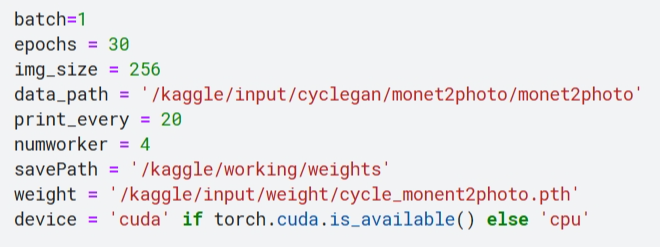 batch=1
epochs = 30
img_size = 256
data_path = '/kaggle/input/cyclegan/monet2photo/monet2photo'
print_every = 20
numworker = 4
savePath = '/kaggle/working/weights'
weight = '/kaggle/input/weight/cycle_monent2photo.pth'
device = 'cuda' if torch.cuda.is_available() else 'cpu'